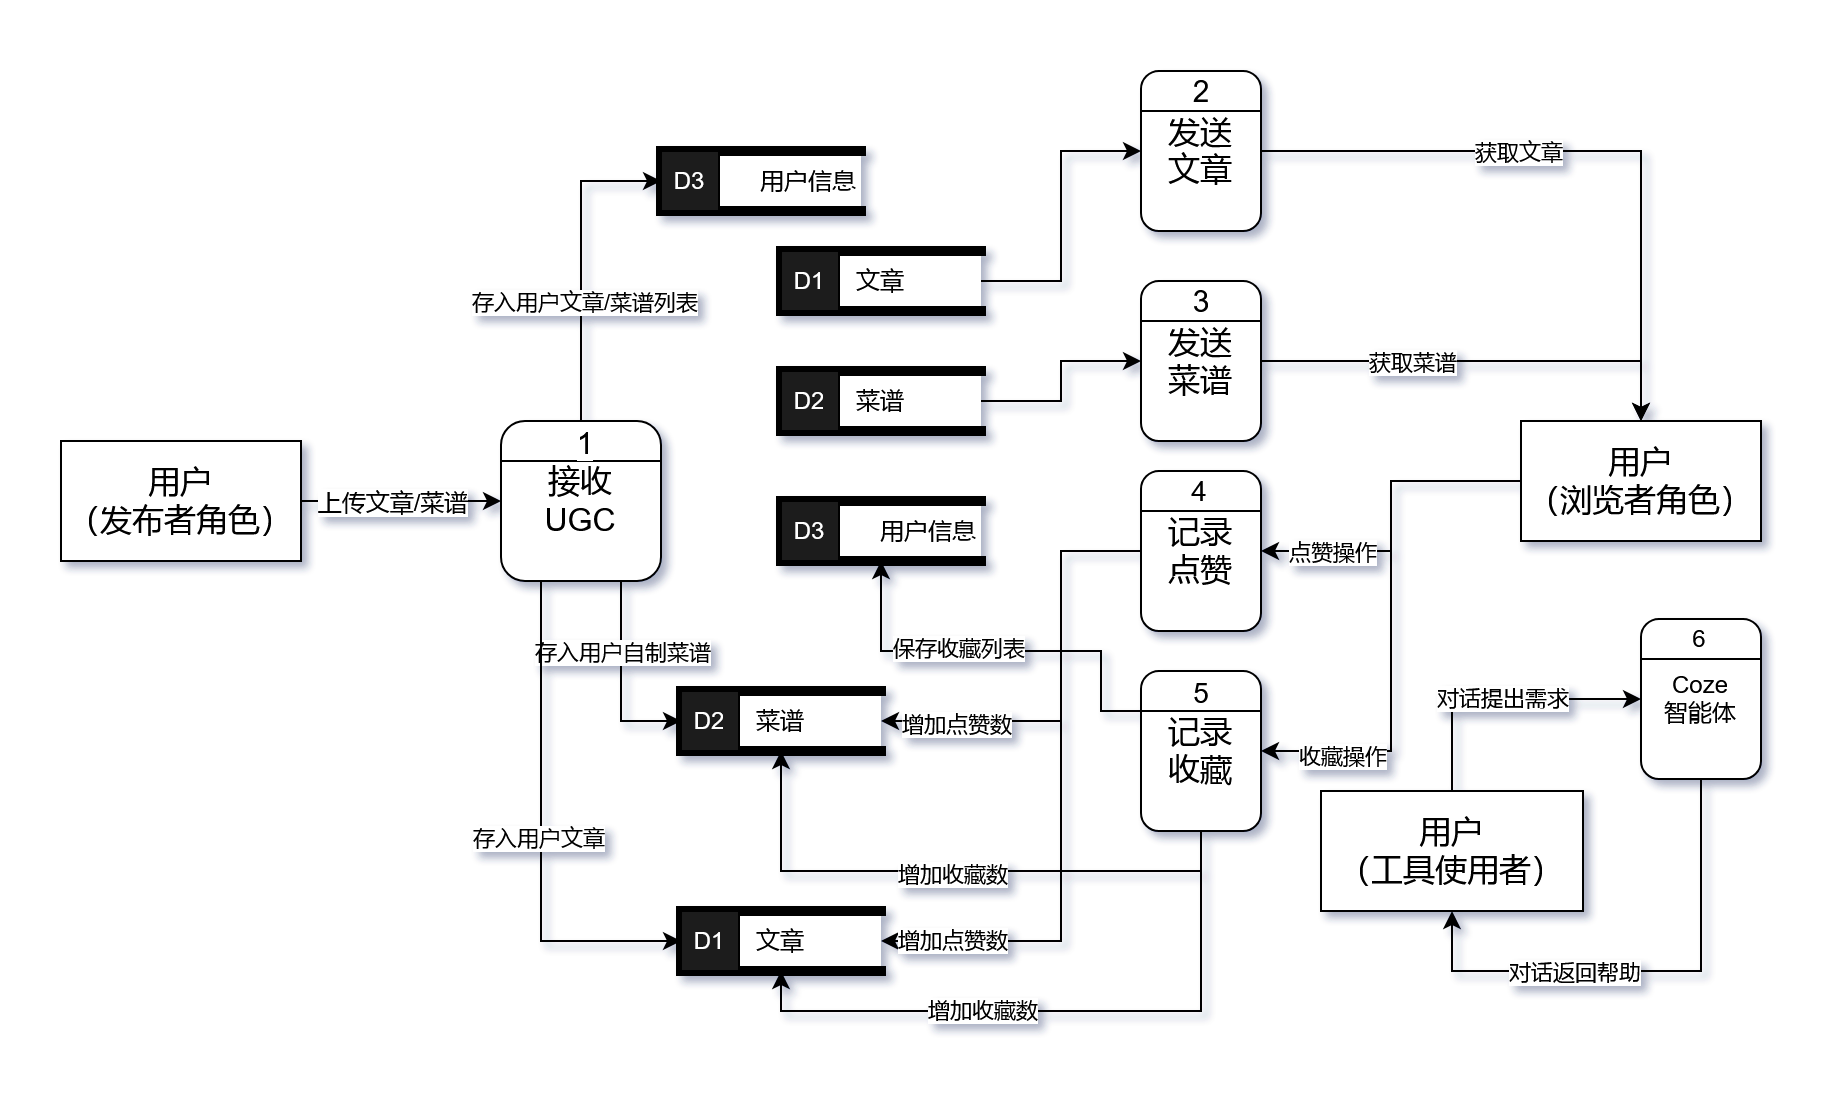 2
发送
文章
获取文章
D3
用户信息
D1
文章
存入用户文章/菜谱列表
3
发送
菜谱
获取菜谱
D2
菜谱
用户
（发布者角色）
上传文章/菜谱
1
接收
UGC
用户
（浏览者角色）
D3
用户信息
4
记录
点赞
点赞操作
存入用户自制菜谱
保存收藏列表
D2
菜谱
增加点赞数
5
记录
收藏
收藏操作
对话提出需求
6
Coze
智能体
存入用户文章
增加收藏数
用户
（工具使用者）
D1
文章
增加点赞数
对话返回帮助
增加收藏数